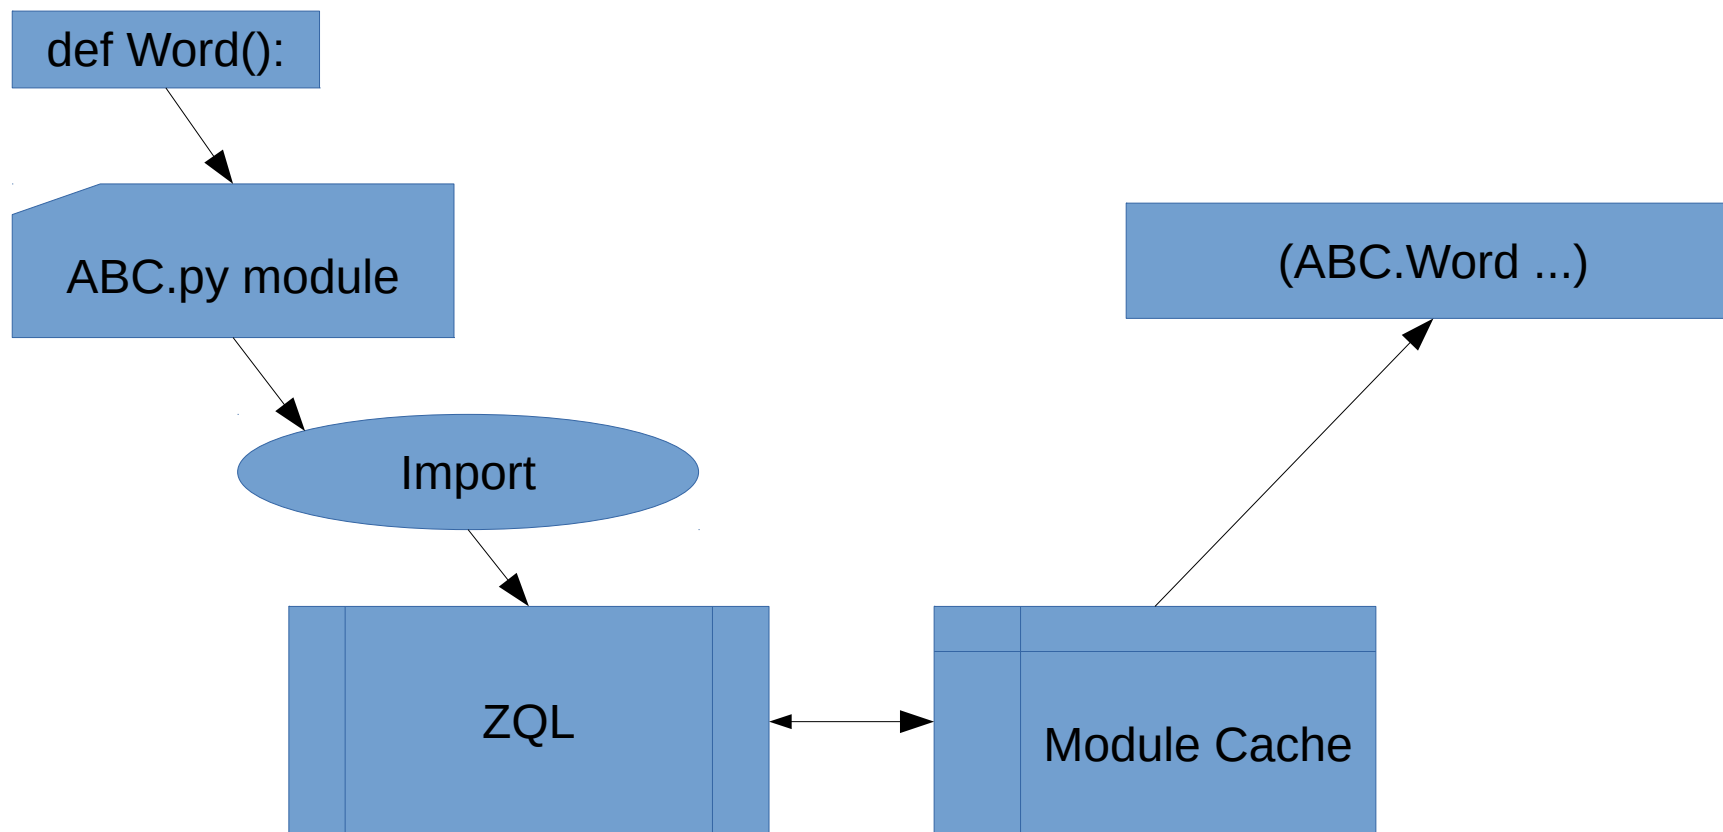 def Word():
ABC.py module
(ABC.Word ...)
Import
ZQL
Module Cache